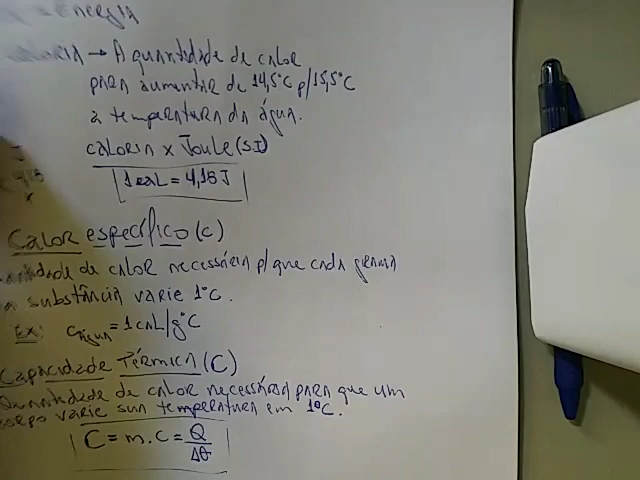 Energia
→ A quantidade de calor
para aumentar de 14,5°C p/15,5°C
a temperatura da água.
caloria x Joule (SI)
1 cal = 4,18 J
Calor específico (c)
quantidade de calor necessária p/ que cada grama
a substância varie 1°C.
Ex: Cágua = 1 cal/g°C
Capacidade Térmica (C)
Quantidade de calor necessária para que um
corpo varie sua temperatura em 1°C.
C = m.c = Q/Δθ